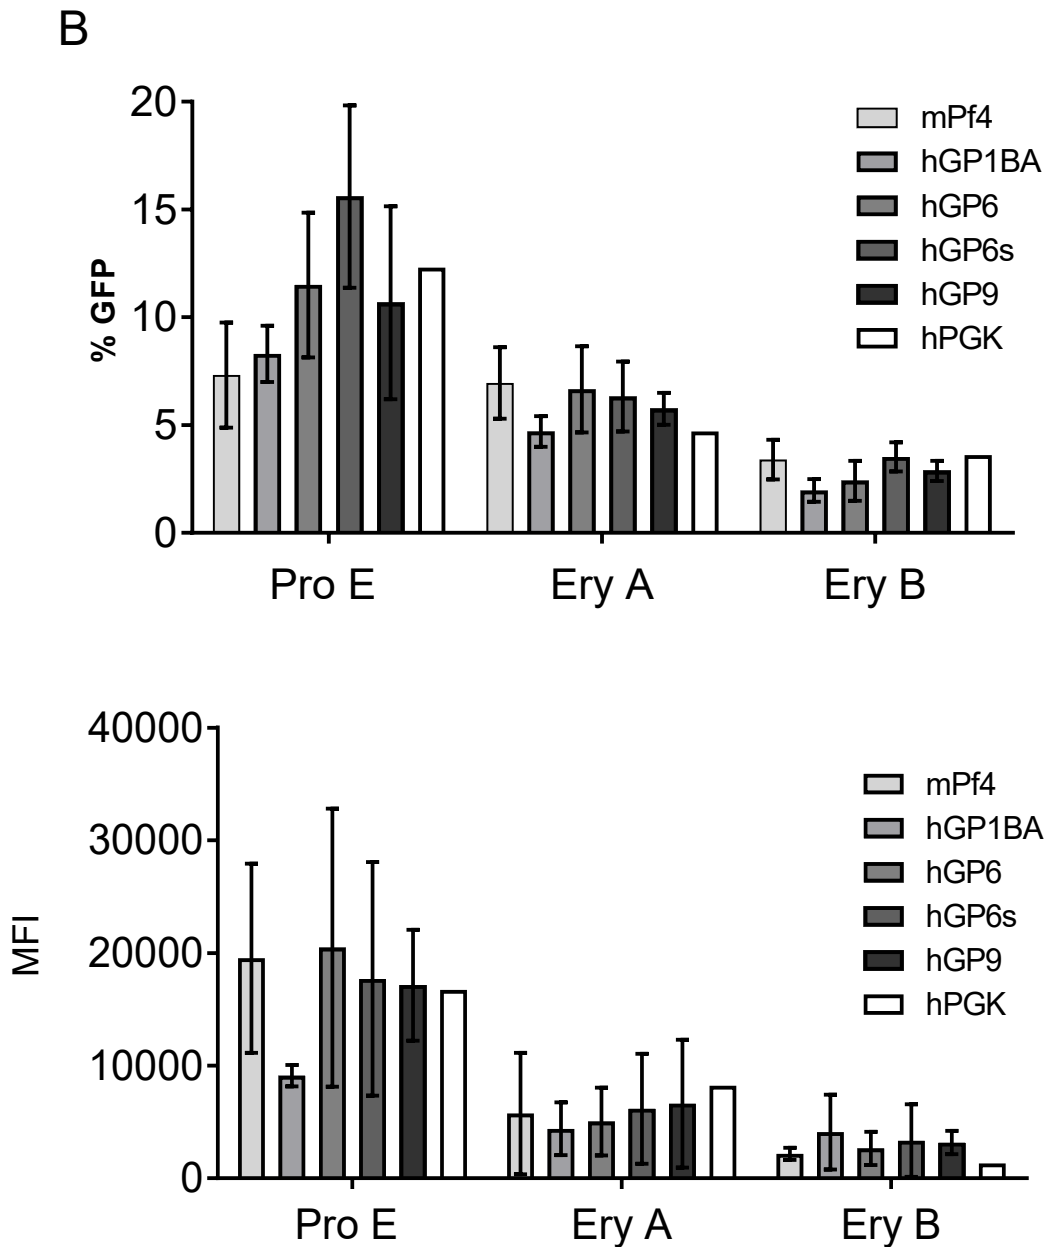 B
20
15
10
5
0
% GFP
Pro E
Ery A
Ery B
mPf4
hGP1BA
hGP6
hGP6s
hGP9
hPGK
40000
30000
20000
10000
0
MFI
Pro E
Ery A
Ery B
mPf4
hGP1BA
hGP6
hGP6s
hGP9
hPGK